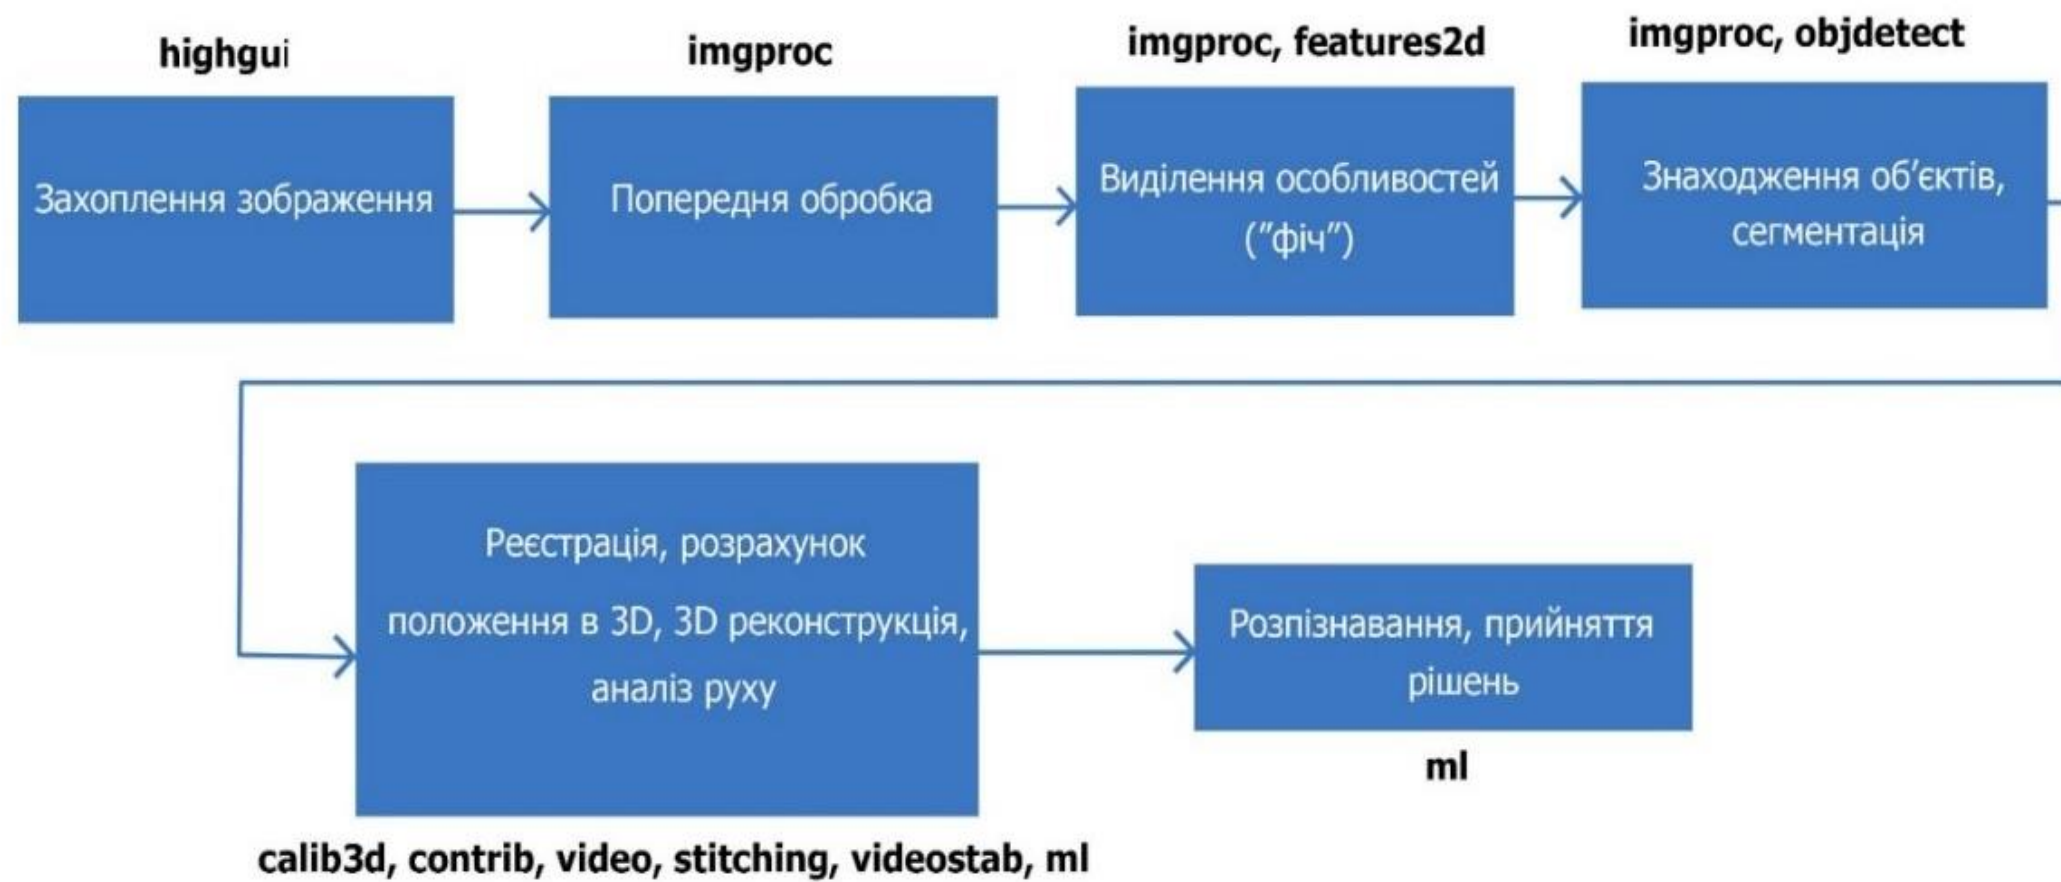 highgui
Захоплення зображення
imgproc
Попередня обробка
imgproc, features2d
Виділення особливостей
(”фіч”)
imgproc, objdetect
Знаходження об’єктів,
сегментація
Реєстрація, розрахунок
положення в 3D, 3D реконструкція,
аналіз руху
calib3d, contrib, video, stitching, videostab, ml
Розпізнавання, прийняття
рішень
ml